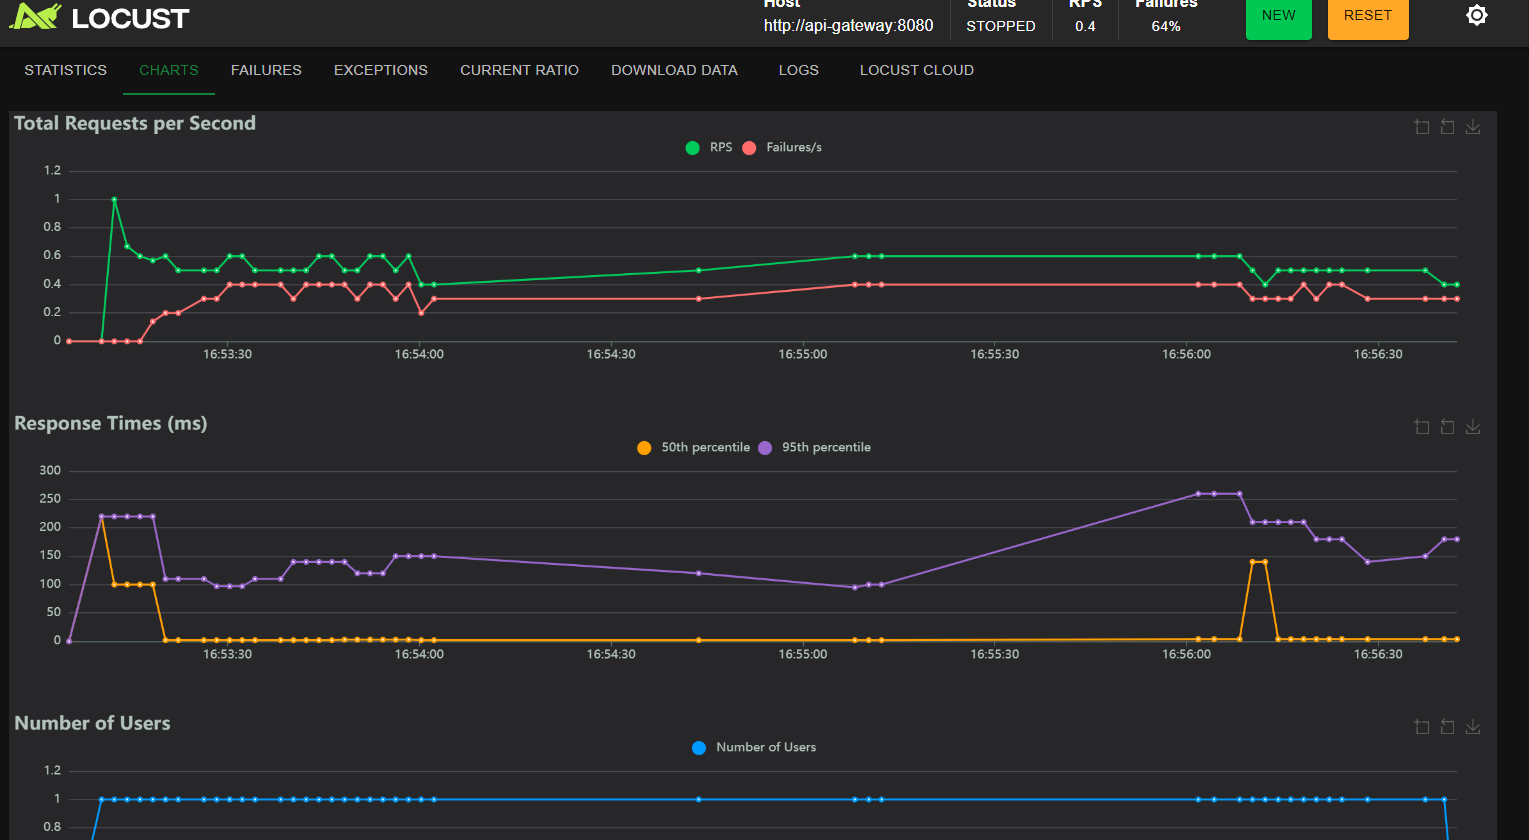 LOCUST
Host
http://api-gateway:8080
Status
STOPPED
RPS
0.4
Failures
64%
NEW
RESET
STATISTICS
CHARTS
FAILURES
EXCEPTIONS
CURRENT RATIO
DOWNLOAD DATA
LOGS
LOCUST CLOUD
Total Requests per Second
RPS
Failures/s
1.2
1
0.8
0.6
0.4
0.2
0
16:53:30
16:54:00
16:54:30
16:55:00
16:55:30
16:56:00
16:56:30
Response Times (ms)
50th percentile
95th percentile
300
250
200
150
100
50
0
16:53:30
16:54:00
16:54:30
16:55:00
16:55:30
16:56:00
16:56:30
Number of Users
Number of Users
1.2
1
0.8